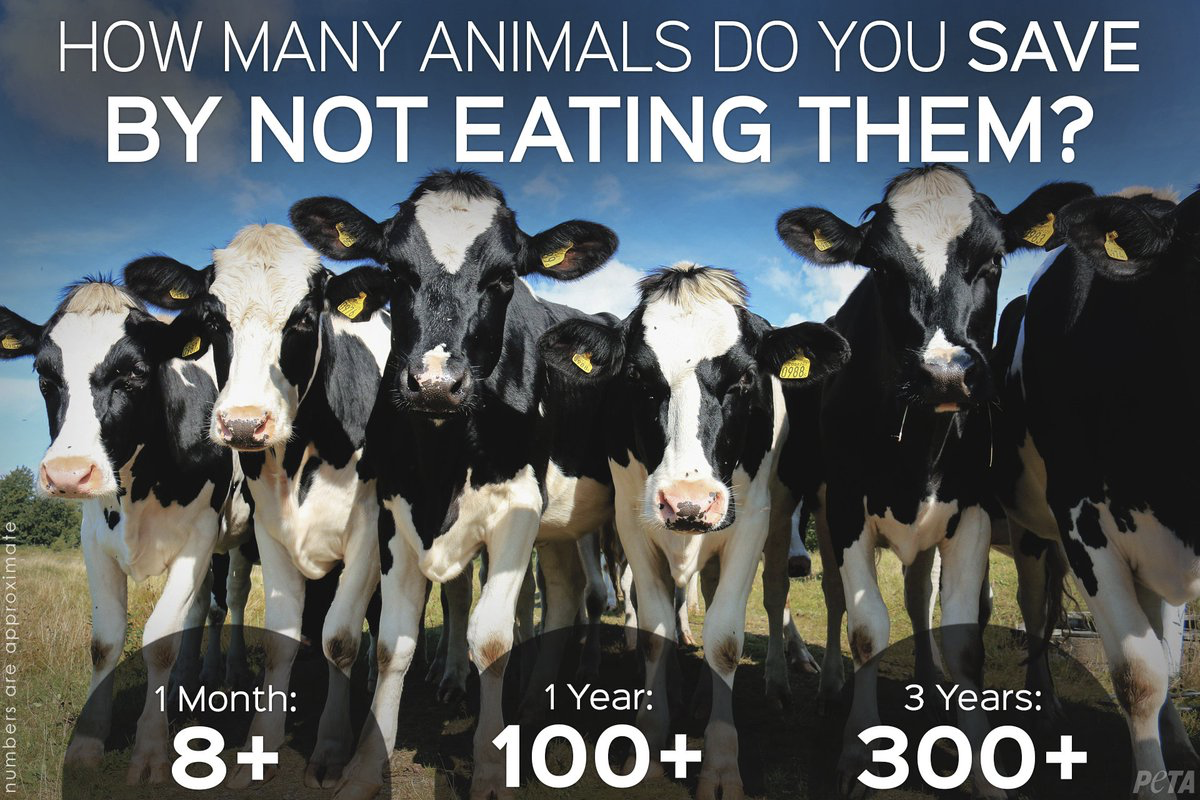 HOW MANY ANIMALS DO YOU SAVE
BY NOT EATING THEM?
0988
1 Month:
8+
1 Year:
100+
3 Years:
300+
numbers are approximate
PETA